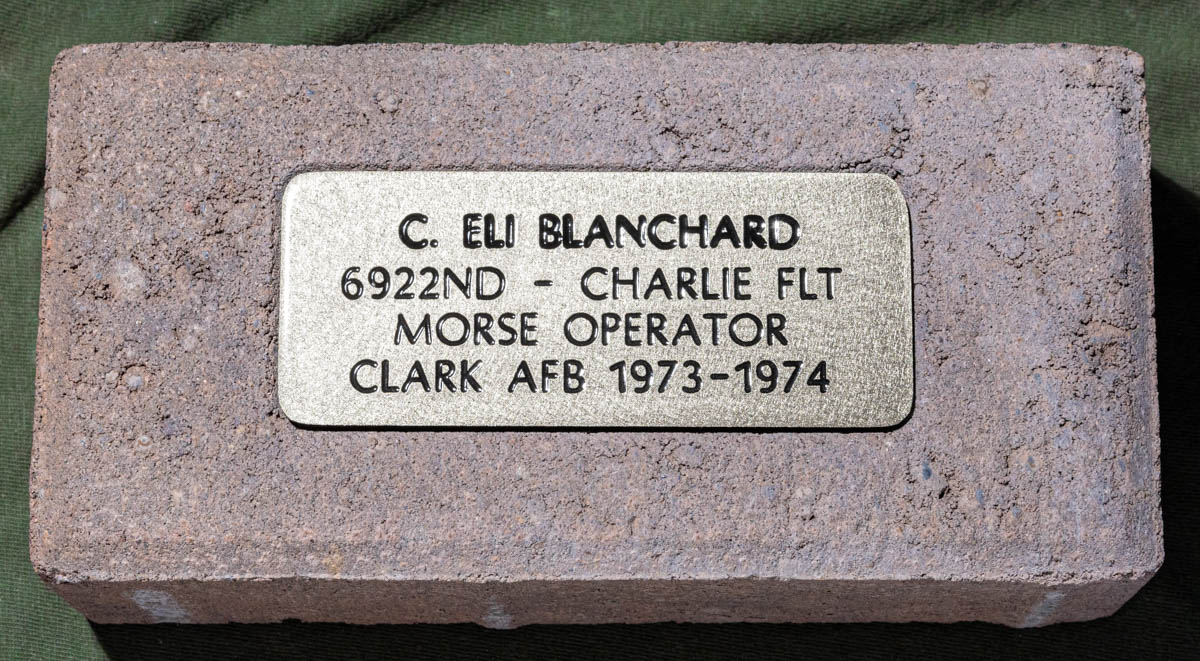 C. ELI BLANCHARD
6922ND - CHARLIE FLT
MORSE OPERATOR
CLARK AFB 1973-1974